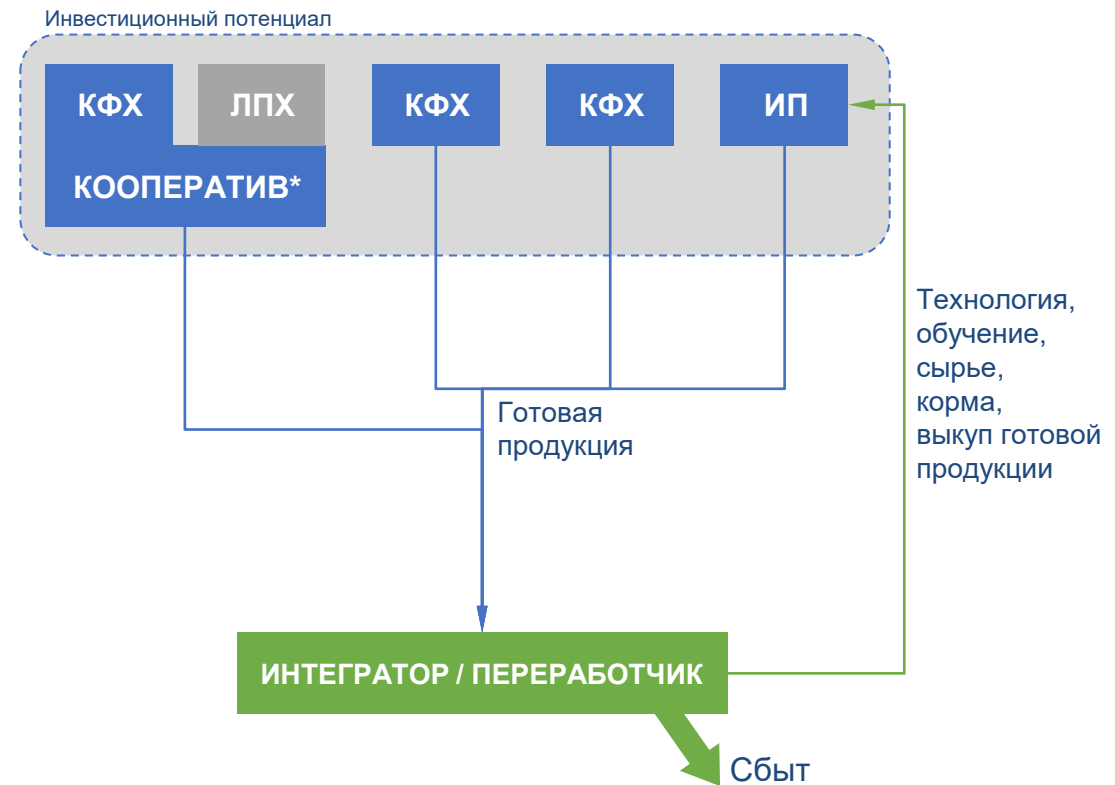 Инвестиционный потенциал
КФХ
ЛПХ
КФХ
КФХ
ИП
КООПЕРАТИВ*
Технология,
обучение,
сырье,
корма,
выкуп готовой
продукции
Готовая
продукция
ИНТЕГРАТОР / ПЕРЕРАБОТЧИК
Сбыт